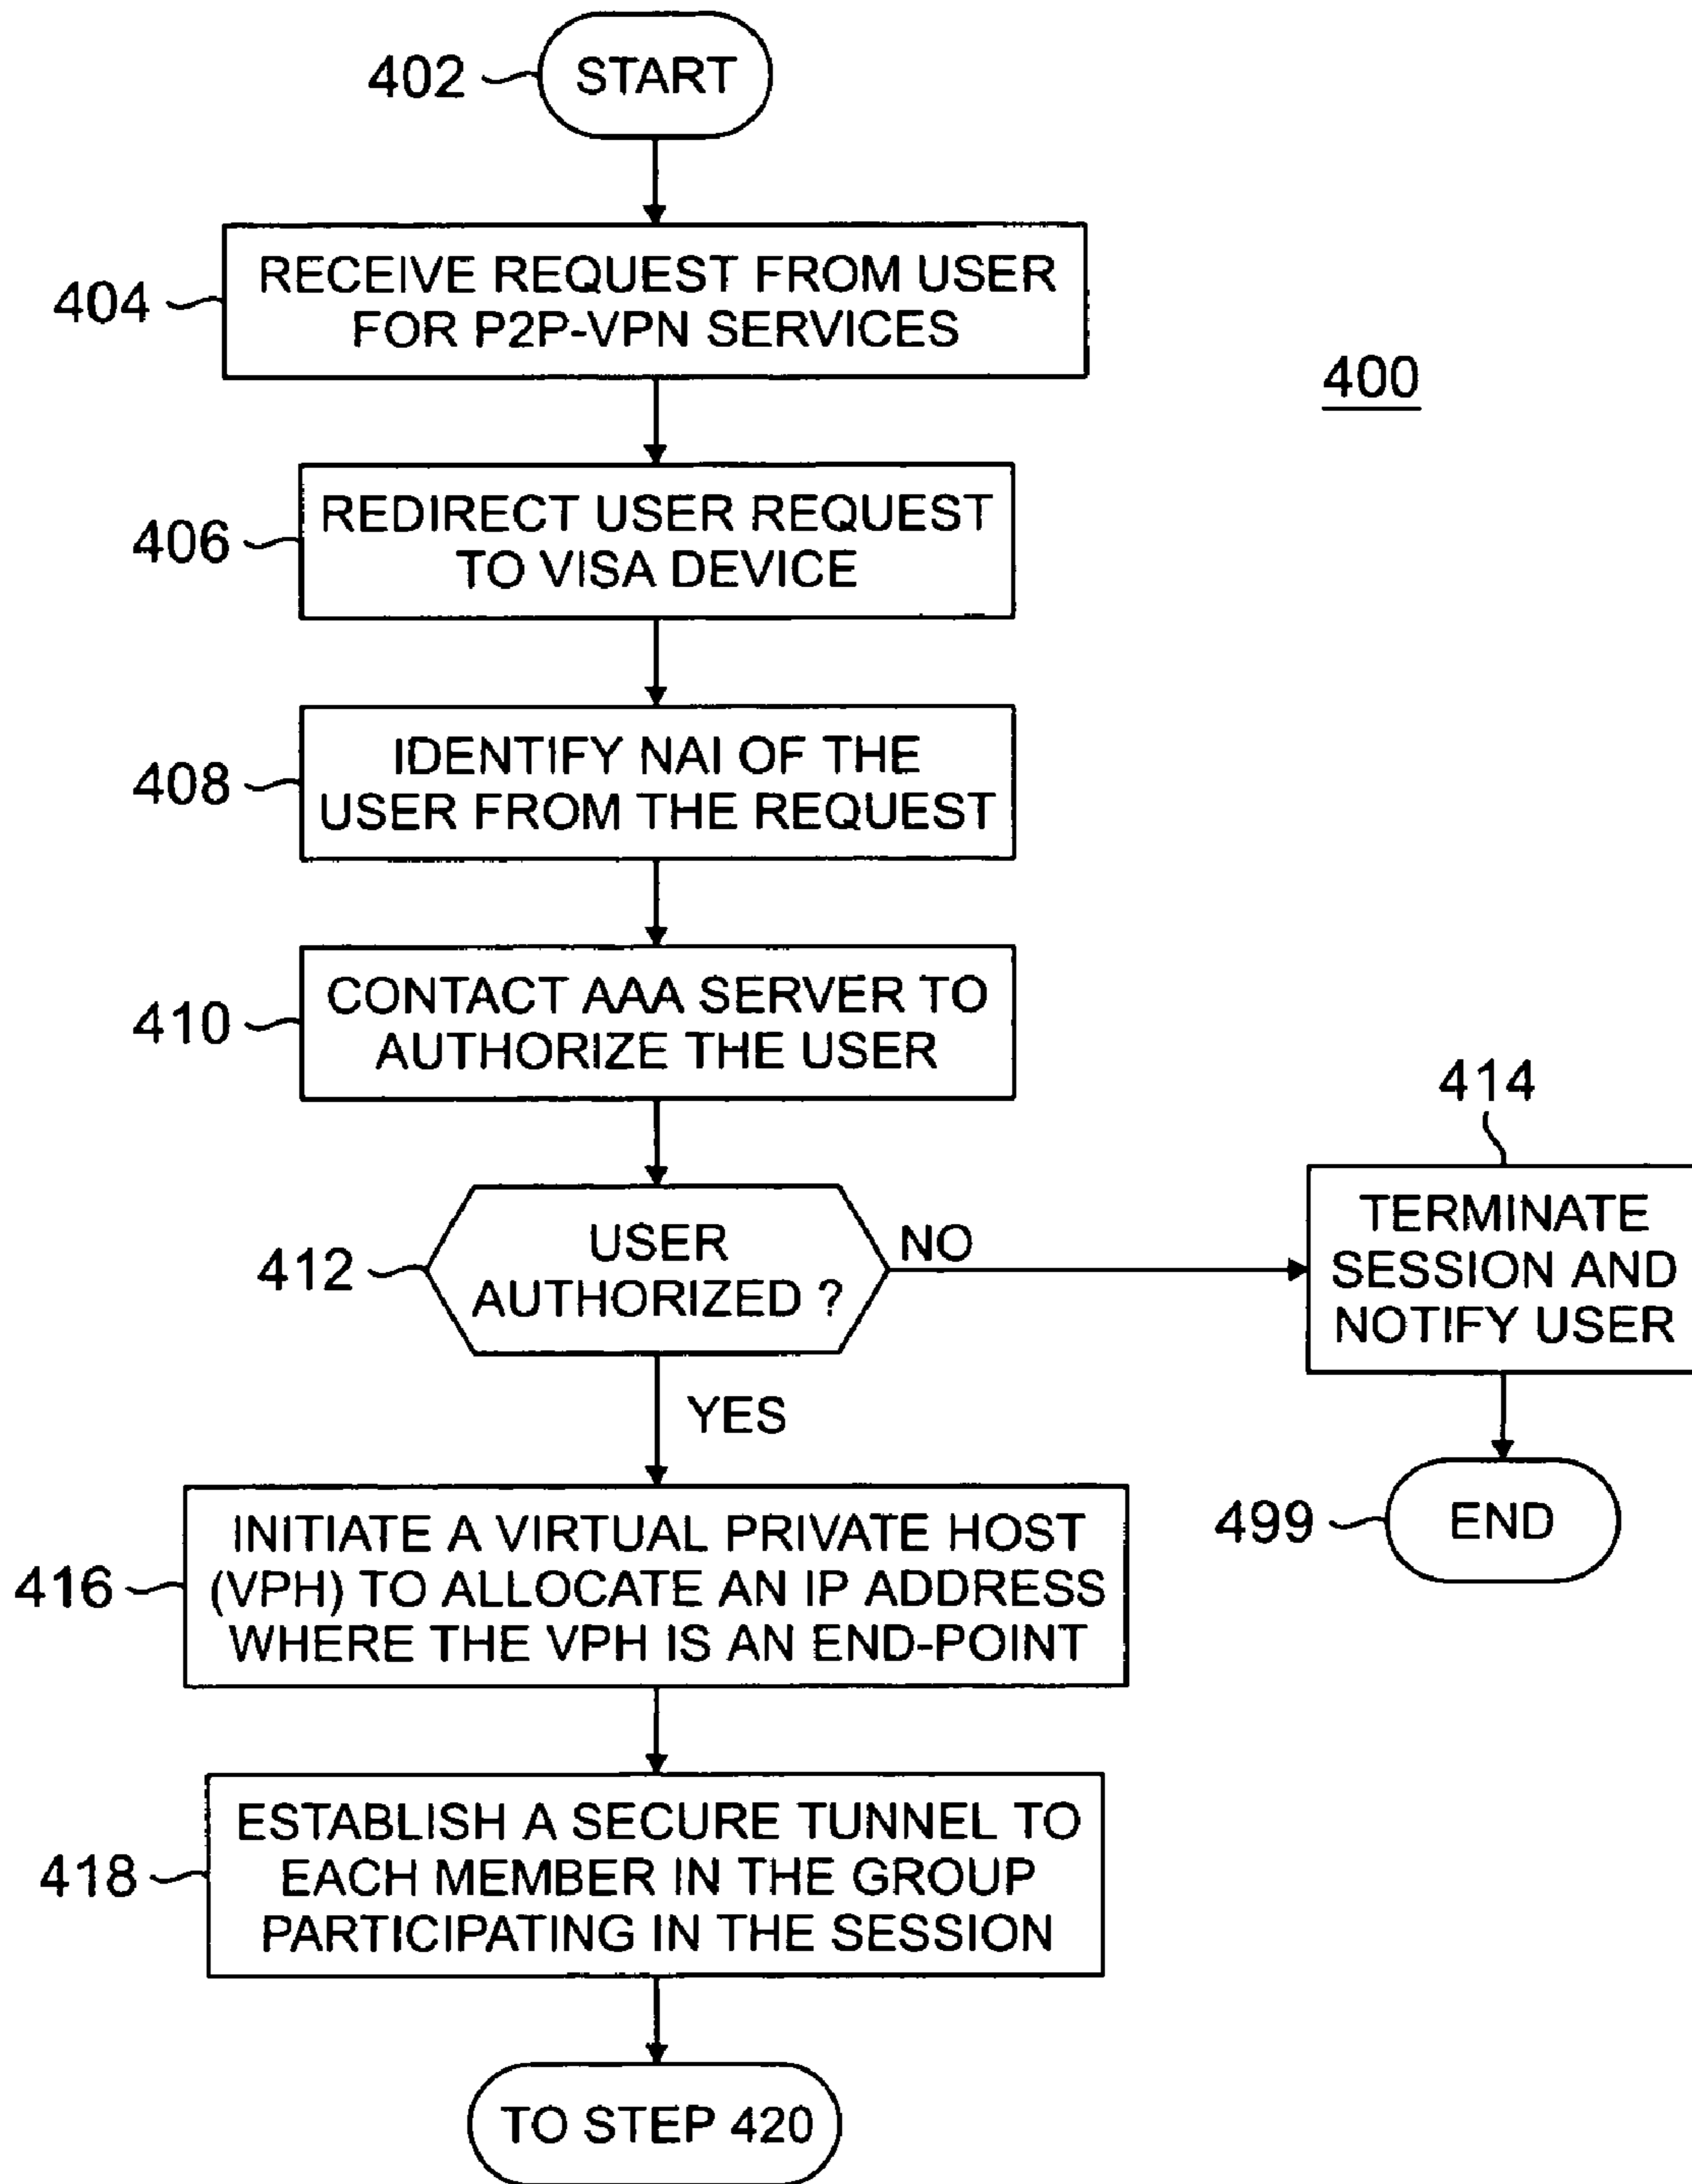 402
START
404
RECEIVE REQUEST FROM USER
FOR P2P-VPN SERVICES
400
406
REDIRECT USER REQUEST
TO VISA DEVICE
408
IDENTIFY NAI OF THE
USER FROM THE REQUEST
410
CONTACT AAA SERVER TO
AUTHORIZE THE USER
412
USER
AUTHORIZED ?
NO
414
TERMINATE
SESSION AND
NOTIFY USER
YES
499
END
416
INITIATE A VIRTUAL PRIVATE HOST
(VPH) TO ALLOCATE AN IP ADDRESS
WHERE THE VPH IS AN END-POINT
418
ESTABLISH A SECURE TUNNEL TO
EACH MEMBER IN THE GROUP
PARTICIPATING IN THE SESSION
TO STEP 420